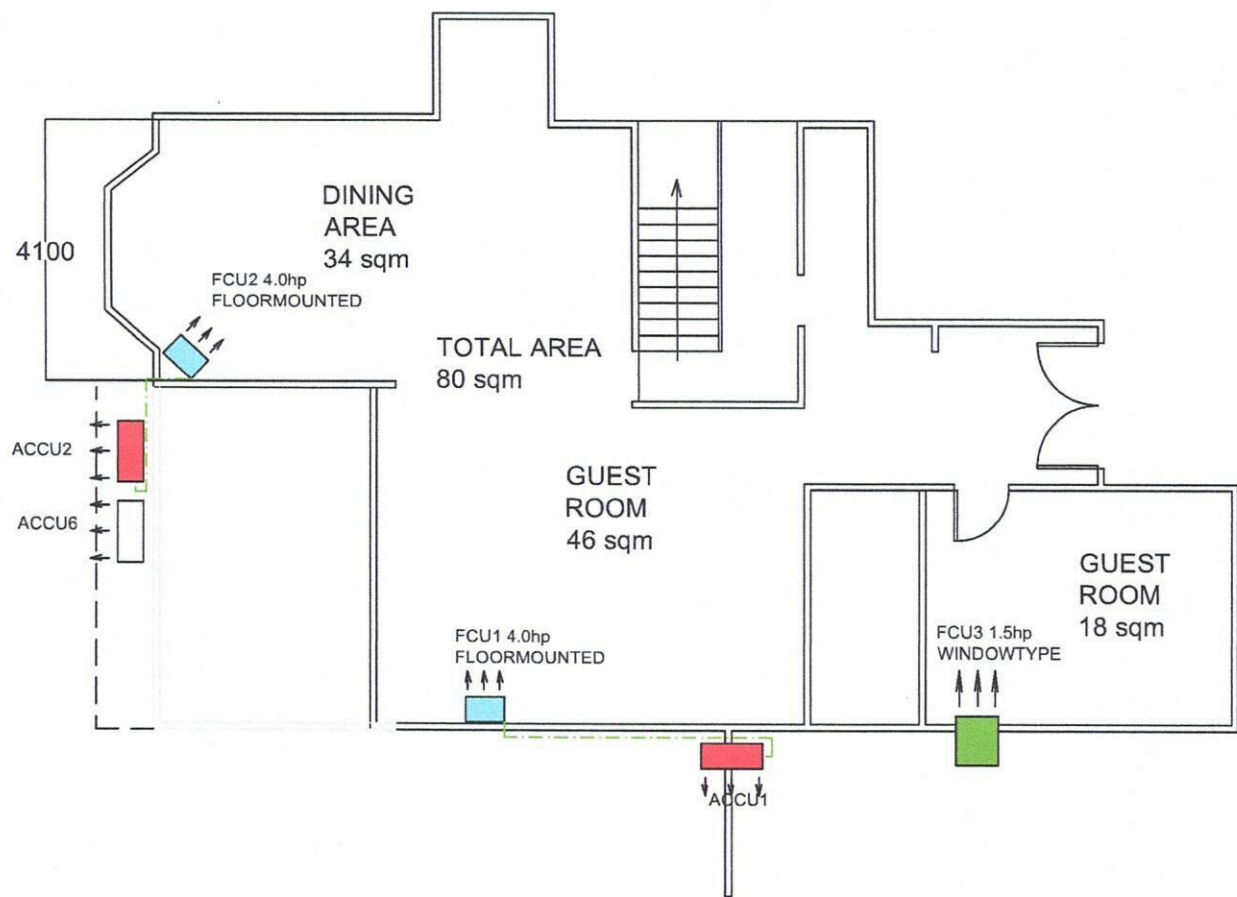 DINING
AREA
34 sqm
4100
FCU2 4.0hp
FLOORMOUNTED
TOTAL AREA
80 sqm
ACCU2
ACCU6
GUEST
ROOM
46 sqm
GUEST
ROOM
18 sqm
FCU1 4.0hp
FLOORMOUNTED
FCU3 1.5hp
WINDOWTYPE
ACCU1